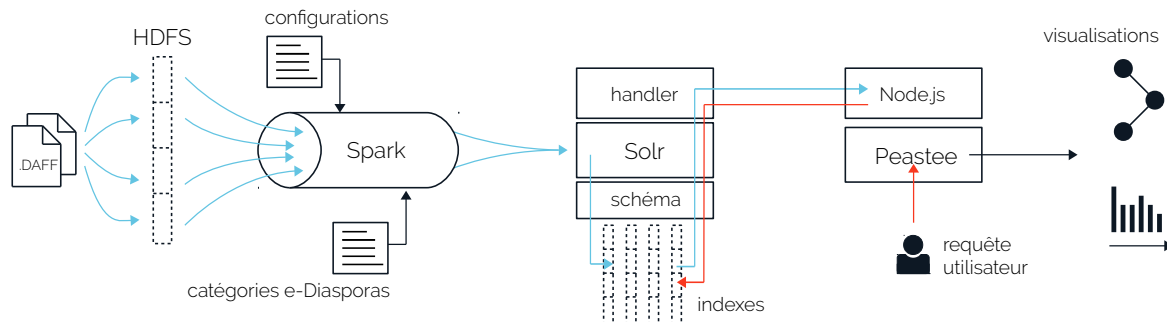 configurations
HDFS
visualisations
.DAFF
Spark
handler
Node.js
Solr
Peastee
schéma
catégories e-Diasporas
indexes
requête
utilisateur